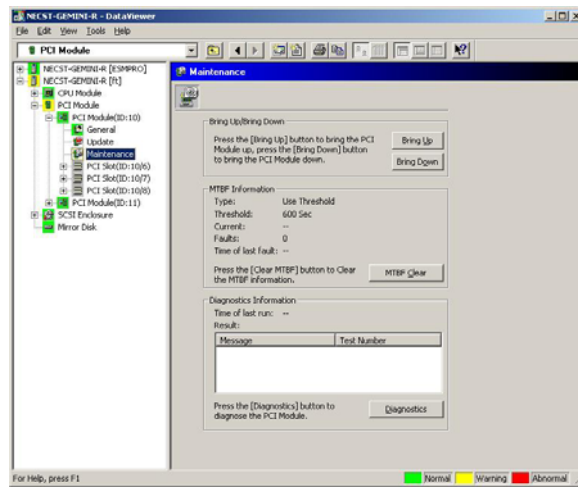 NECST-GEMINI-R - DataViewer
File Edit View Tools Help
PCI Module
NECST-GEMINI-R [ESMPRO]
NECST-GEMINI-R [ft]
CPU Module
PCI Module
PCI Module(ID:10)
General
Update
Maintenance
PCI Slot(ID:10/6)
PCI Slot(ID:10/7)
PCI Slot(ID:10/8)
PCI Module(ID:11)
SCSI Enclosure
Mirror Disk
Maintenance
Bring Up/Bring Down
Press the [Bring Up] button to bring the PCI
Module up, press the [Bring Down] button
to bring the PCI Module down.
Bring Up
Bring Down
MTBF Information
Type: Use Threshold
Threshold: 600 Sec
Current: --
Faults: 0
Time of last fault: --
Press the [Clear MTBF] button to Clear
the MTBF information.
MTBF Clear
Diagnostics Information
Time of last run: --
Result:
Message Test Number
Press the [Diagnostics] button to
diagnose the PCI Module.
Diagnostics
For Help, press F1
Normal Warning Abnormal